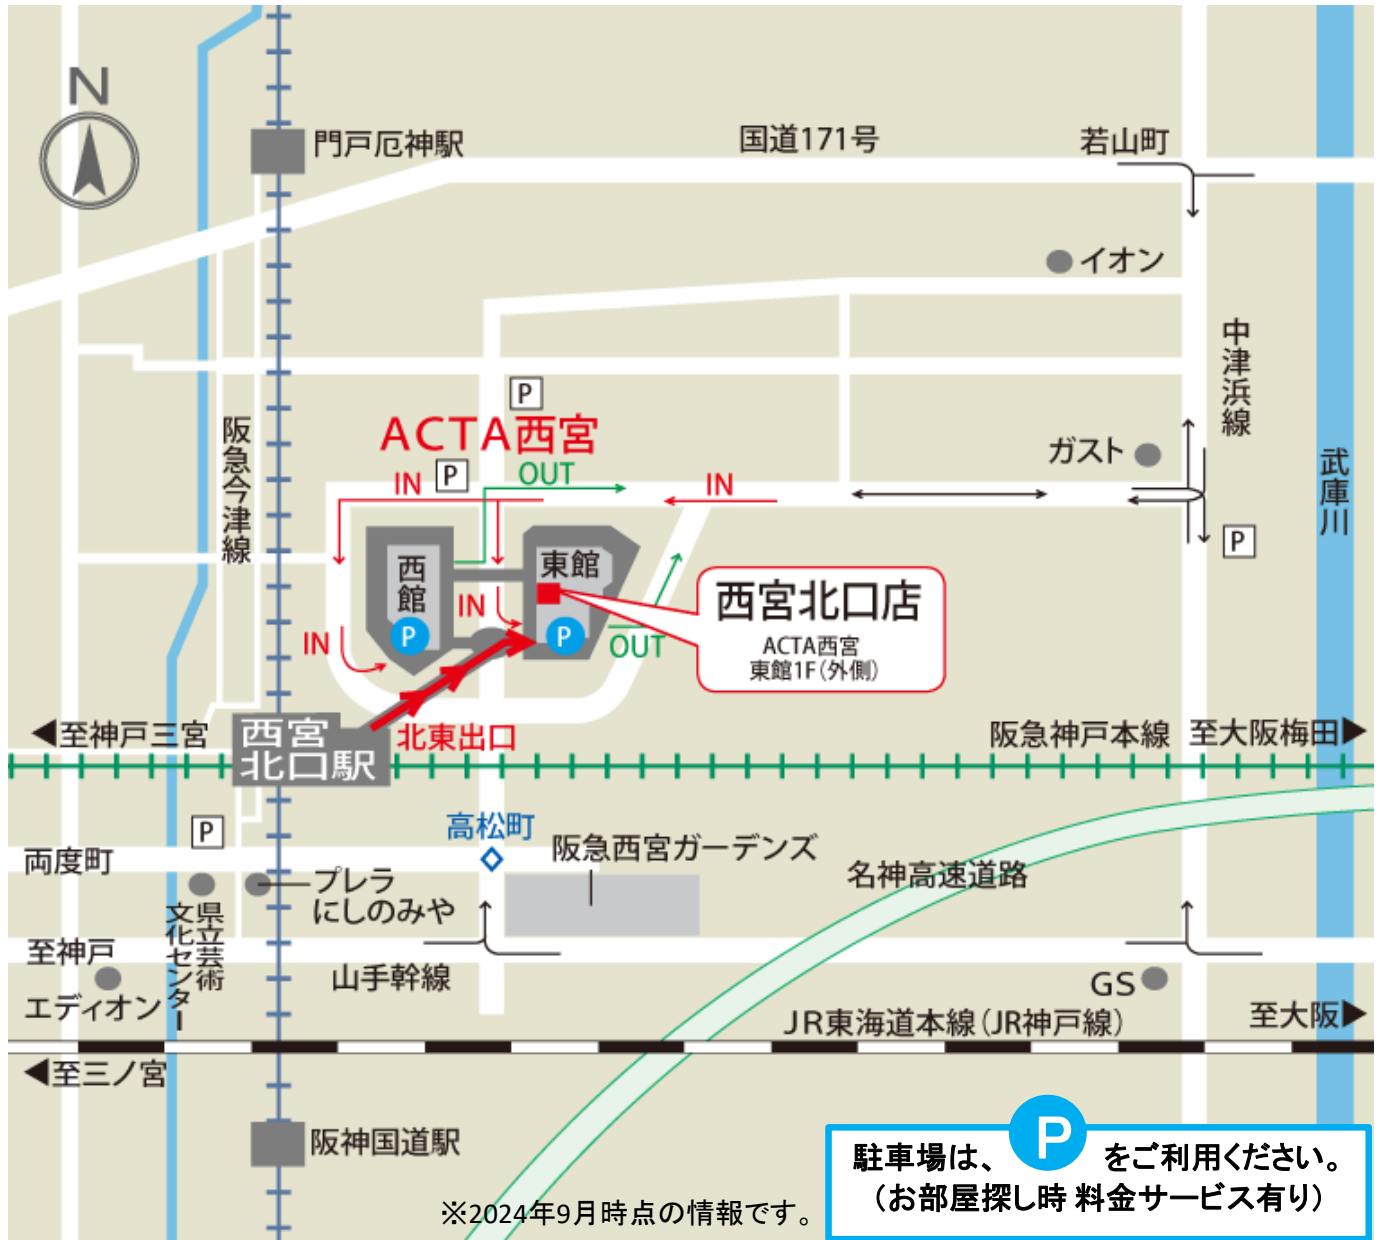 N
門戸厄神駅
国道171号
若山町
イオン
中津浜線
P
ACTA西宮
阪急今津線
ガスト
武庫川
IN
P
OUT
IN
P
西館
東館
P
P
IN
IN
OUT
西宮北口店
ACTA西宮
東館1F(外側)
◀至神戸三宮
西宮
北口駅
北東出口
阪急神戸本線
至大阪梅田▶
P
高松町
両度町
阪急西宮ガーデンズ
プレラ
にしのみや
名神高速道路
県立芸術
文化センター
至神戸
エディオン
山手幹線
GS
JR東海道本線(JR神戸線)
至大阪▶
◀至三ノ宮
阪神国道駅
駐車場は、 P をご利用ください。
(お部屋探し時 料金サービス有り)
※2024年9月時点の情報です。